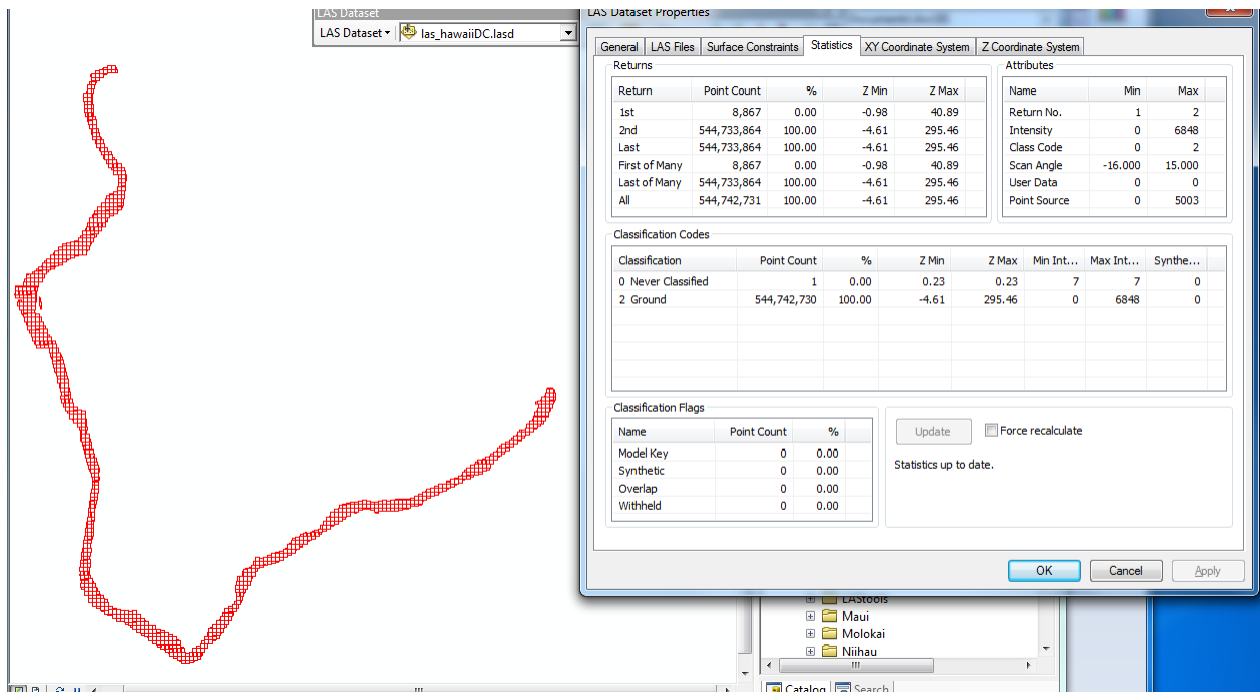 LAS Dataset
LAS Dataset
las_hawaiiDC.lasd
LAS Dataset Properties
General LAS Files Surface Constraints Statistics XY Coordinate System Z Coordinate System
Returns
Return Point Count % Z Min Z Max
1st 8,867 0.00 -0.98 40.89
2nd 544,733,864 100.00 -4.61 295.46
Last 544,733,864 100.00 -4.61 295.46
First of Many 8,867 0.00 -0.98 40.89
Last of Many 544,733,864 100.00 -4.61 295.46
All 544,742,731 100.00 -4.61 295.46
Attributes
Name Min Max
Return No. 1 2
Intensity 0 6848
Class Code 0 2
Scan Angle -16.000 15.000
User Data 0 0
Point Source 0 5003
Classification Codes
Classification Point Count % Z Min Z Max Min Int... Max Int... Synthe...
0 Never Classified 1 0.00 0.23 0.23 7 7 0
2 Ground 544,742,730 100.00 -4.61 295.46 0 6848 0
Classification Flags
Name Point Count %
Model Key 0 0.00
Synthetic 0 0.00
Overlap 0 0.00
Withheld 0 0.00
Update Force recalculate
Statistics up to date.
OK Cancel Apply
LAStools
Maui
Molokai
Niihau
Catalog Search